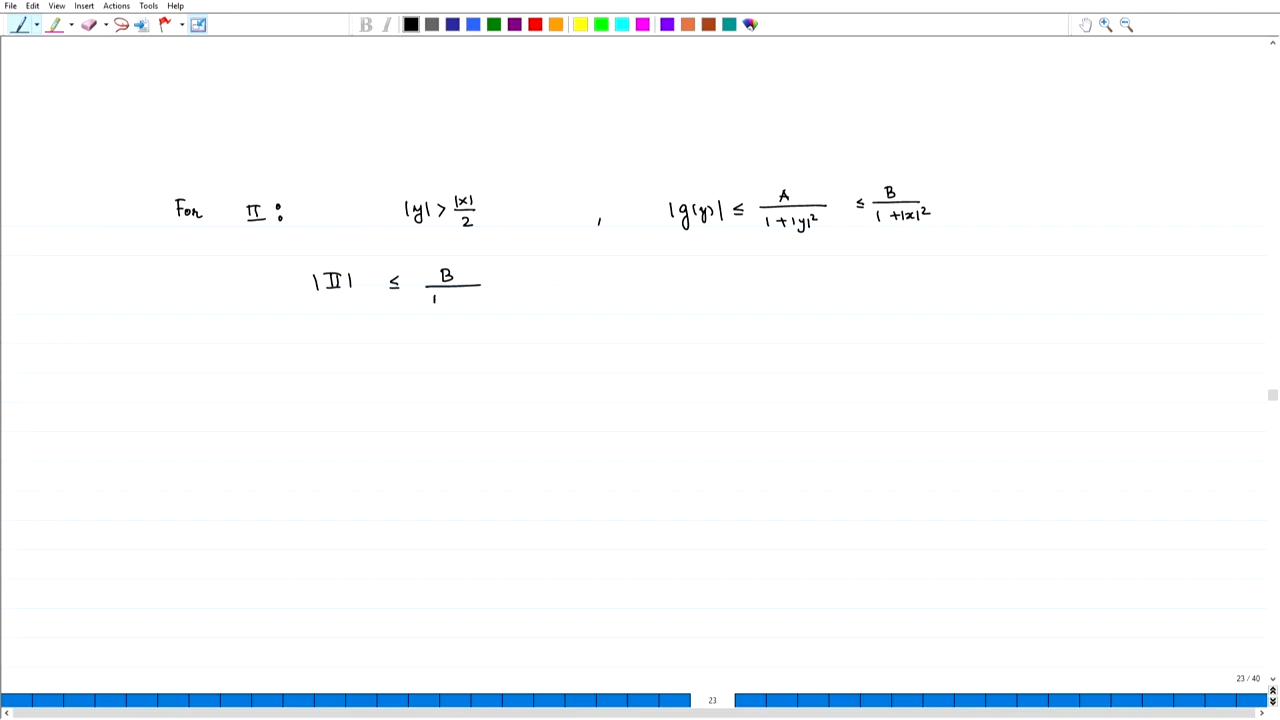 File Edit View Insert Actions Tools Help
B I
For II : |y| > |x|/2 , |g(y)| ≤ A/(1+|y|²) ≤ B/(1+|x|²)
|II| ≤ B/1
23 / 40
23